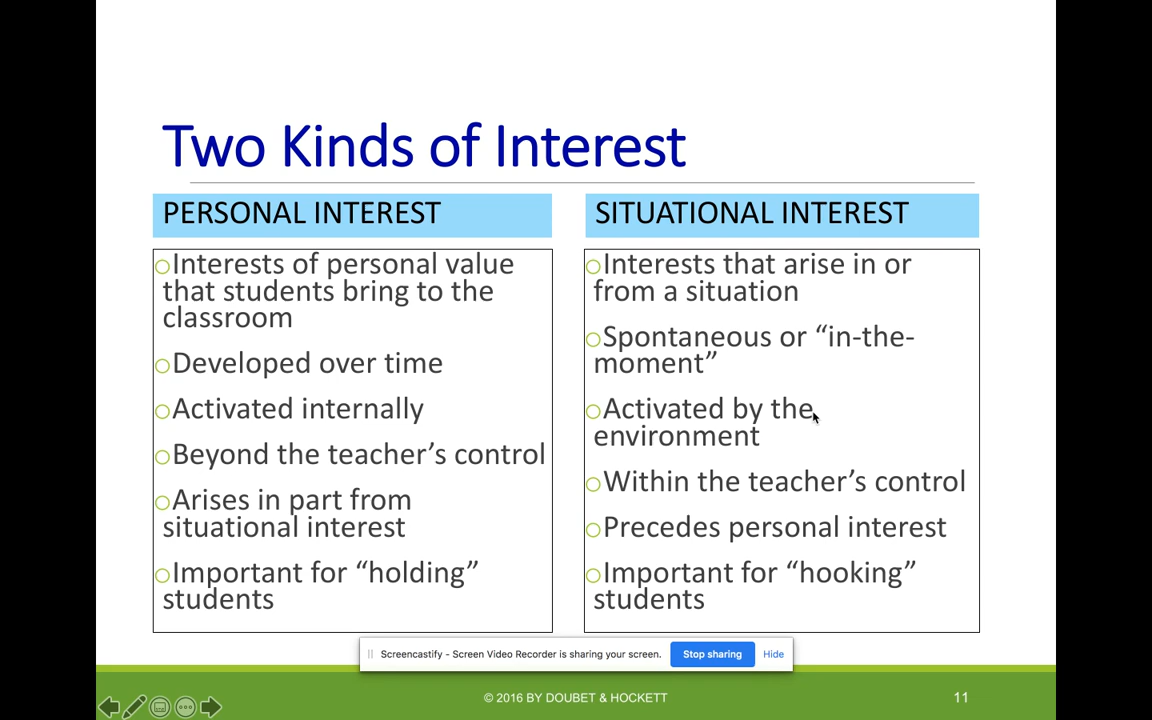 Two Kinds of Interest
PERSONAL INTEREST
Interests of personal value
that students bring to the
classroom
Developed over time
Activated internally
Beyond the teacher’s control
Arises in part from
situational interest
Important for “holding”
students
SITUATIONAL INTEREST
Interests that arise in or
from a situation
Spontaneous or “in-the-
moment”
Activated by the
environment
Within the teacher’s control
Precedes personal interest
Important for “hooking”
students
Screencastify - Screen Video Recorder is sharing your screen.
Stop sharing
Hide
© 2016 BY DOUBET & HOCKETT
11